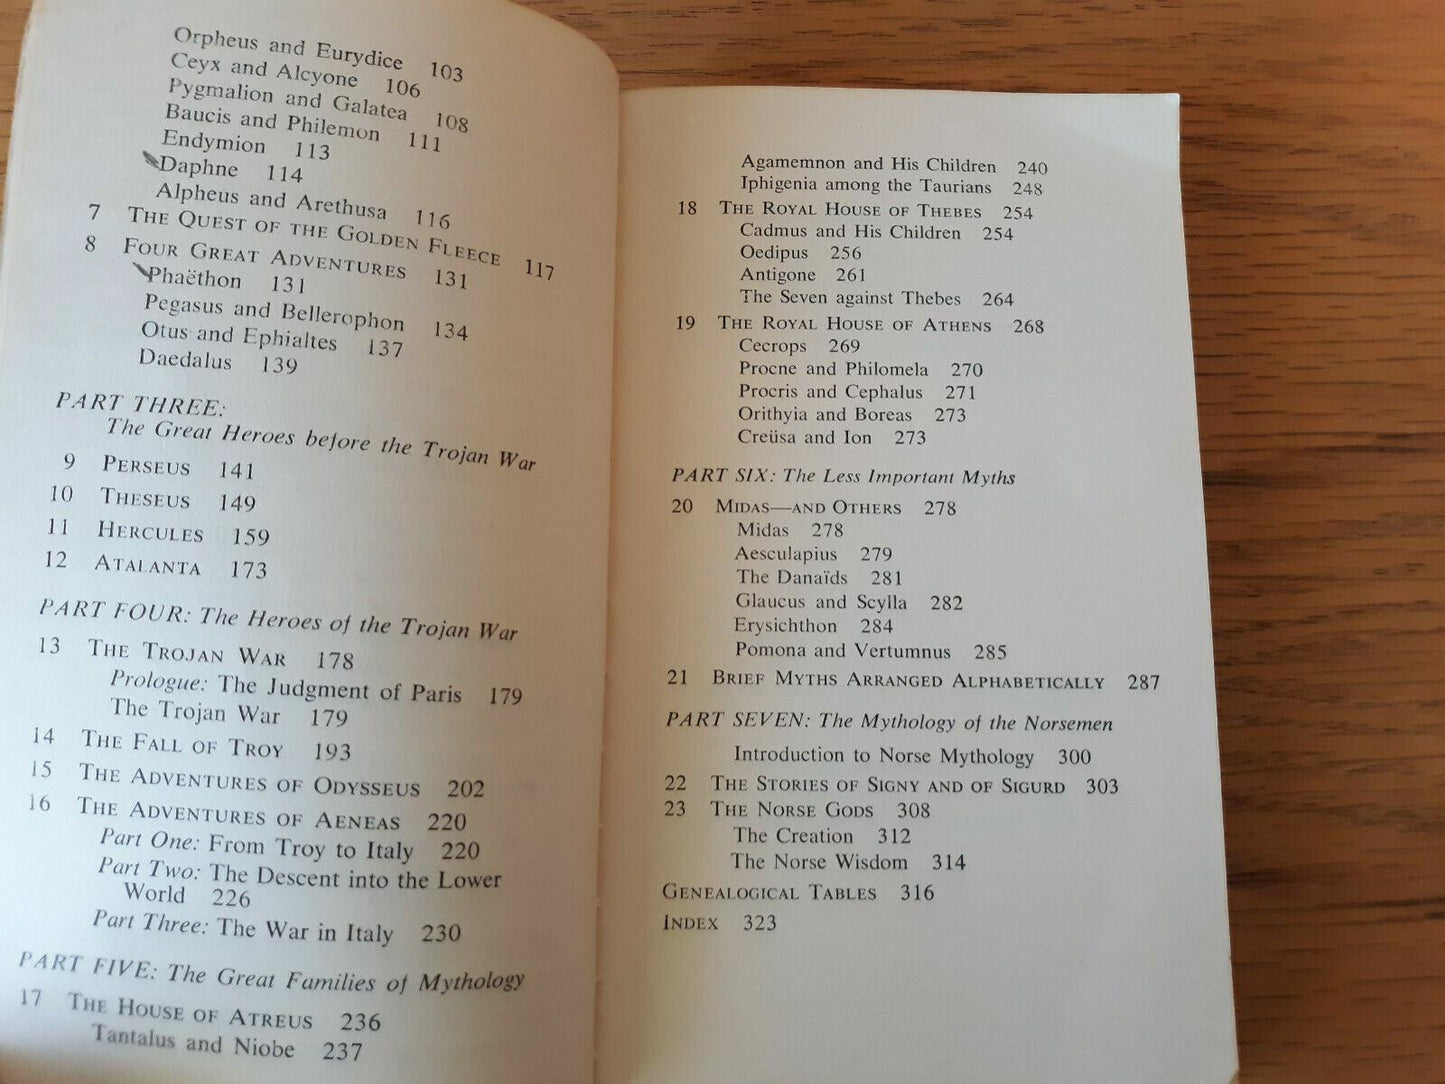 Orpheus and Eurydice 103
Ceyx and Alcyone 106
Pygmalion and Galatea 108
Baucis and Philemon 111
Endymion 113
Daphne 114
Alpheus and Arethusa 116
7 THE QUEST OF THE GOLDEN FLEECE 117
8 FOUR GREAT ADVENTURES 131
Phaëthon 131
Pegasus and Bellerophon 134
Otus and Ephialtes 137
Daedalus 139
PART THREE:
The Great Heroes before the Trojan War
9 PERSEUS 141
10 THESEUS 149
11 HERCULES 159
12 ATALANTA 173
PART FOUR: The Heroes of the Trojan War
13 THE TROJAN WAR 178
Prologue: The Judgment of Paris 179
The Trojan War 179
14 THE FALL OF TROY 193
15 THE ADVENTURES OF ODYSSEUS 202
16 THE ADVENTURES OF AENEAS 220
Part One: From Troy to Italy 220
Part Two: The Descent into the Lower
World 226
Part Three: The War in Italy 230
PART FIVE: The Great Families of Mythology
17 THE HOUSE OF ATREUS 236
Tantalus and Niobe 237
Agamemnon and His Children 240
Iphigenia among the Taurians 248
18 THE ROYAL HOUSE OF THEBES 254
Cadmus and His Children 254
Oedipus 256
Antigone 261
The Seven against Thebes 264
19 THE ROYAL HOUSE OF ATHENS 268
Cecrops 269
Procne and Philomela 270
Procris and Cephalus 271
Orithyia and Boreas 273
Creüsa and Ion 273
PART SIX: The Less Important Myths
20 MIDAS—AND OTHERS 278
Midas 278
Aesculapius 279
The Danaïds 281
Glaucus and Scylla 282
Erysichthon 284
Pomona and Vertumnus 285
21 BRIEF MYTHS ARRANGED ALPHABETICALLY 287
PART SEVEN: The Mythology of the Norsemen
Introduction to Norse Mythology 300
22 THE STORIES OF SIGNY AND OF SIGURD 303
23 THE NORSE GODS 308
The Creation 312
The Norse Wisdom 314
GENEALOGICAL TABLES 316
INDEX 323